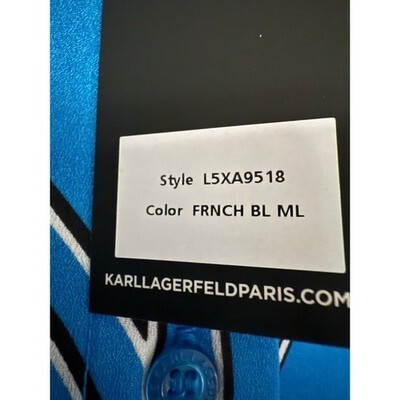 Style L5XA9518
Color FRNCH BL ML
KARLLAGERFELDPARIS.COM